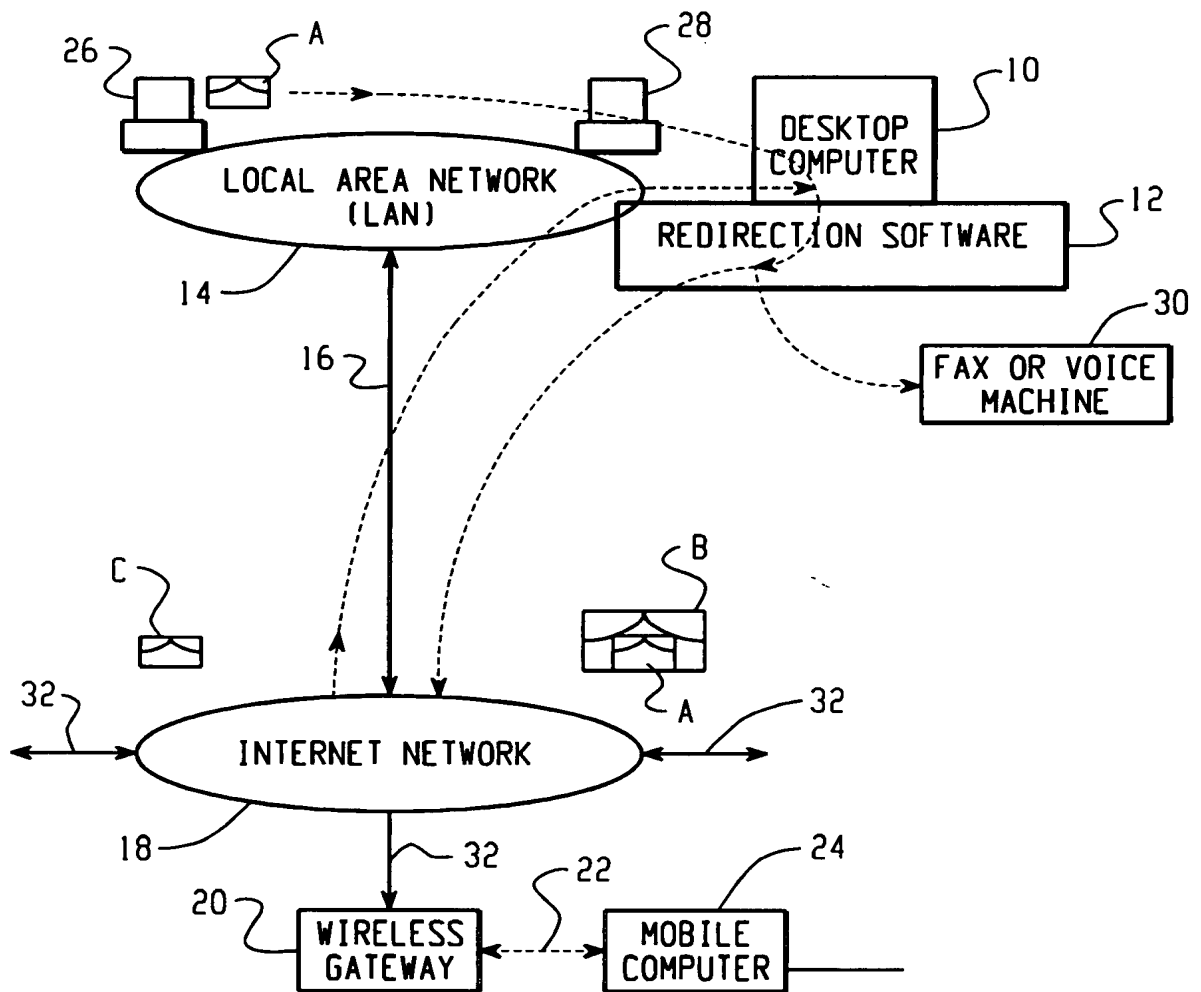 26
A
28
10
DESKTOP
COMPUTER
LOCAL AREA NETWORK
(LAN)
12
REDIRECTION SOFTWARE
14
30
16
FAX OR VOICE
MACHINE
B
C
A
32
32
INTERNET NETWORK
18
32
24
22
20
WIRELESS
GATEWAY
MOBILE
COMPUTER